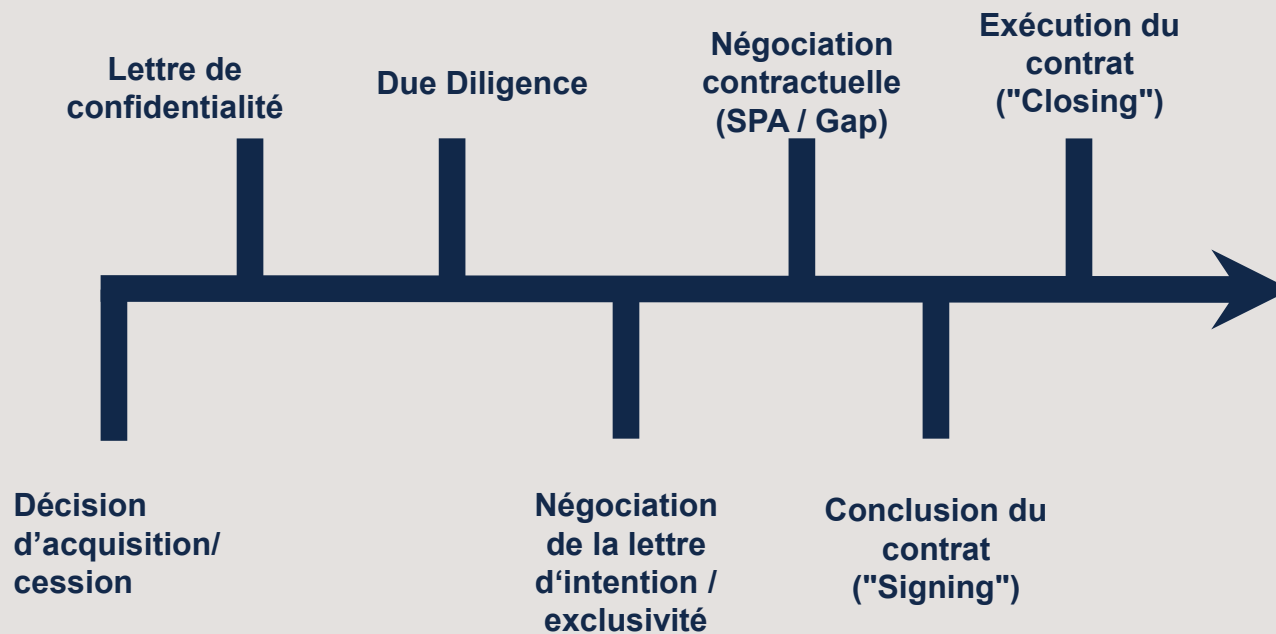 Lettre de
confidentialité
Due Diligence
Négociation
contractuelle
(SPA / Gap)
Exécution du
contrat
("Closing")
Décision
d’acquisition/
cession
Négociation
de la lettre
d‘intention /
exclusivité
Conclusion du
contrat
("Signing")